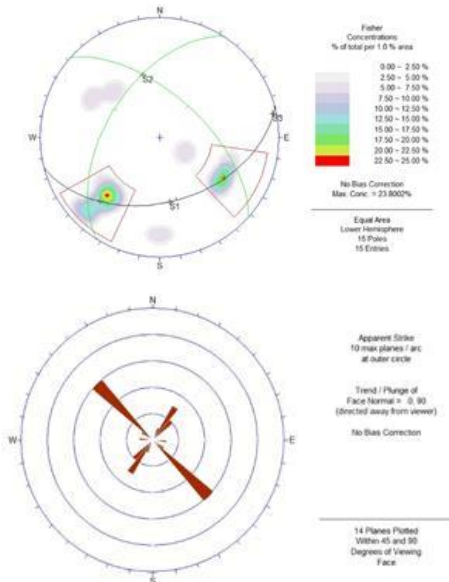 N
S2
S3
W
E
S1
S
Fisher
Concentrations
% of total per 1.0 % area
0.00 ~ 2.50 %
2.50 ~ 5.00 %
5.00 ~ 7.50 %
7.50 ~ 10.00 %
10.00 ~ 12.50 %
12.50 ~ 15.00 %
15.00 ~ 17.50 %
17.50 ~ 20.00 %
20.00 ~ 22.50 %
22.50 ~ 25.00 %
No Bias Correction
Max. Conc. = 23.8002%
Equal Area
Lower Hemisphere
15 Poles
15 Entries
N
W
E
S
Apparent Strike
10 max planes / arc
at outer circle
Trend / Plunge of
Face Normal = 0, 90
(directed away from viewer)
No Bias Correction
14 Planes Plotted
Within 45 and 90
Degrees of Viewing
Face